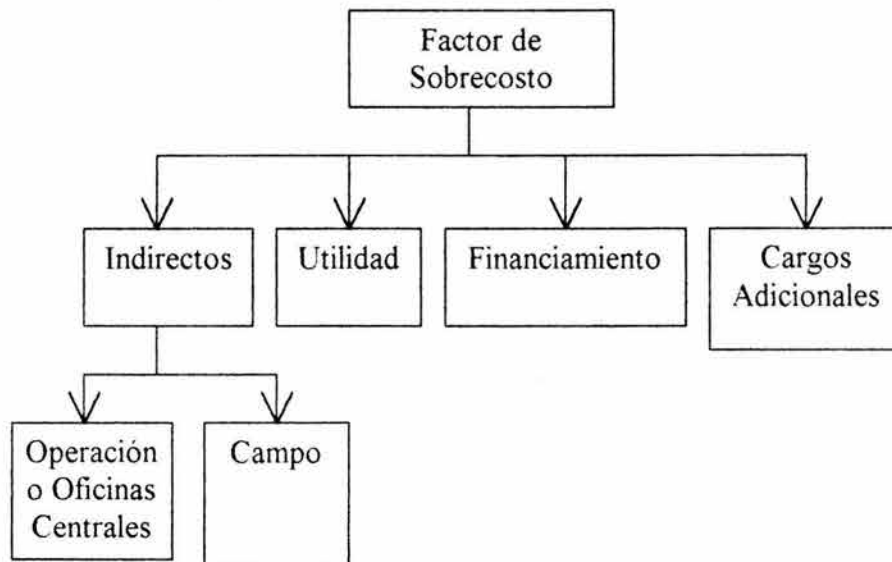 Factor de
Sobrecosto
Indirectos
Utilidad
Financiamiento
Cargos
Adicionales
Operación
o Oficinas
Centrales
Campo